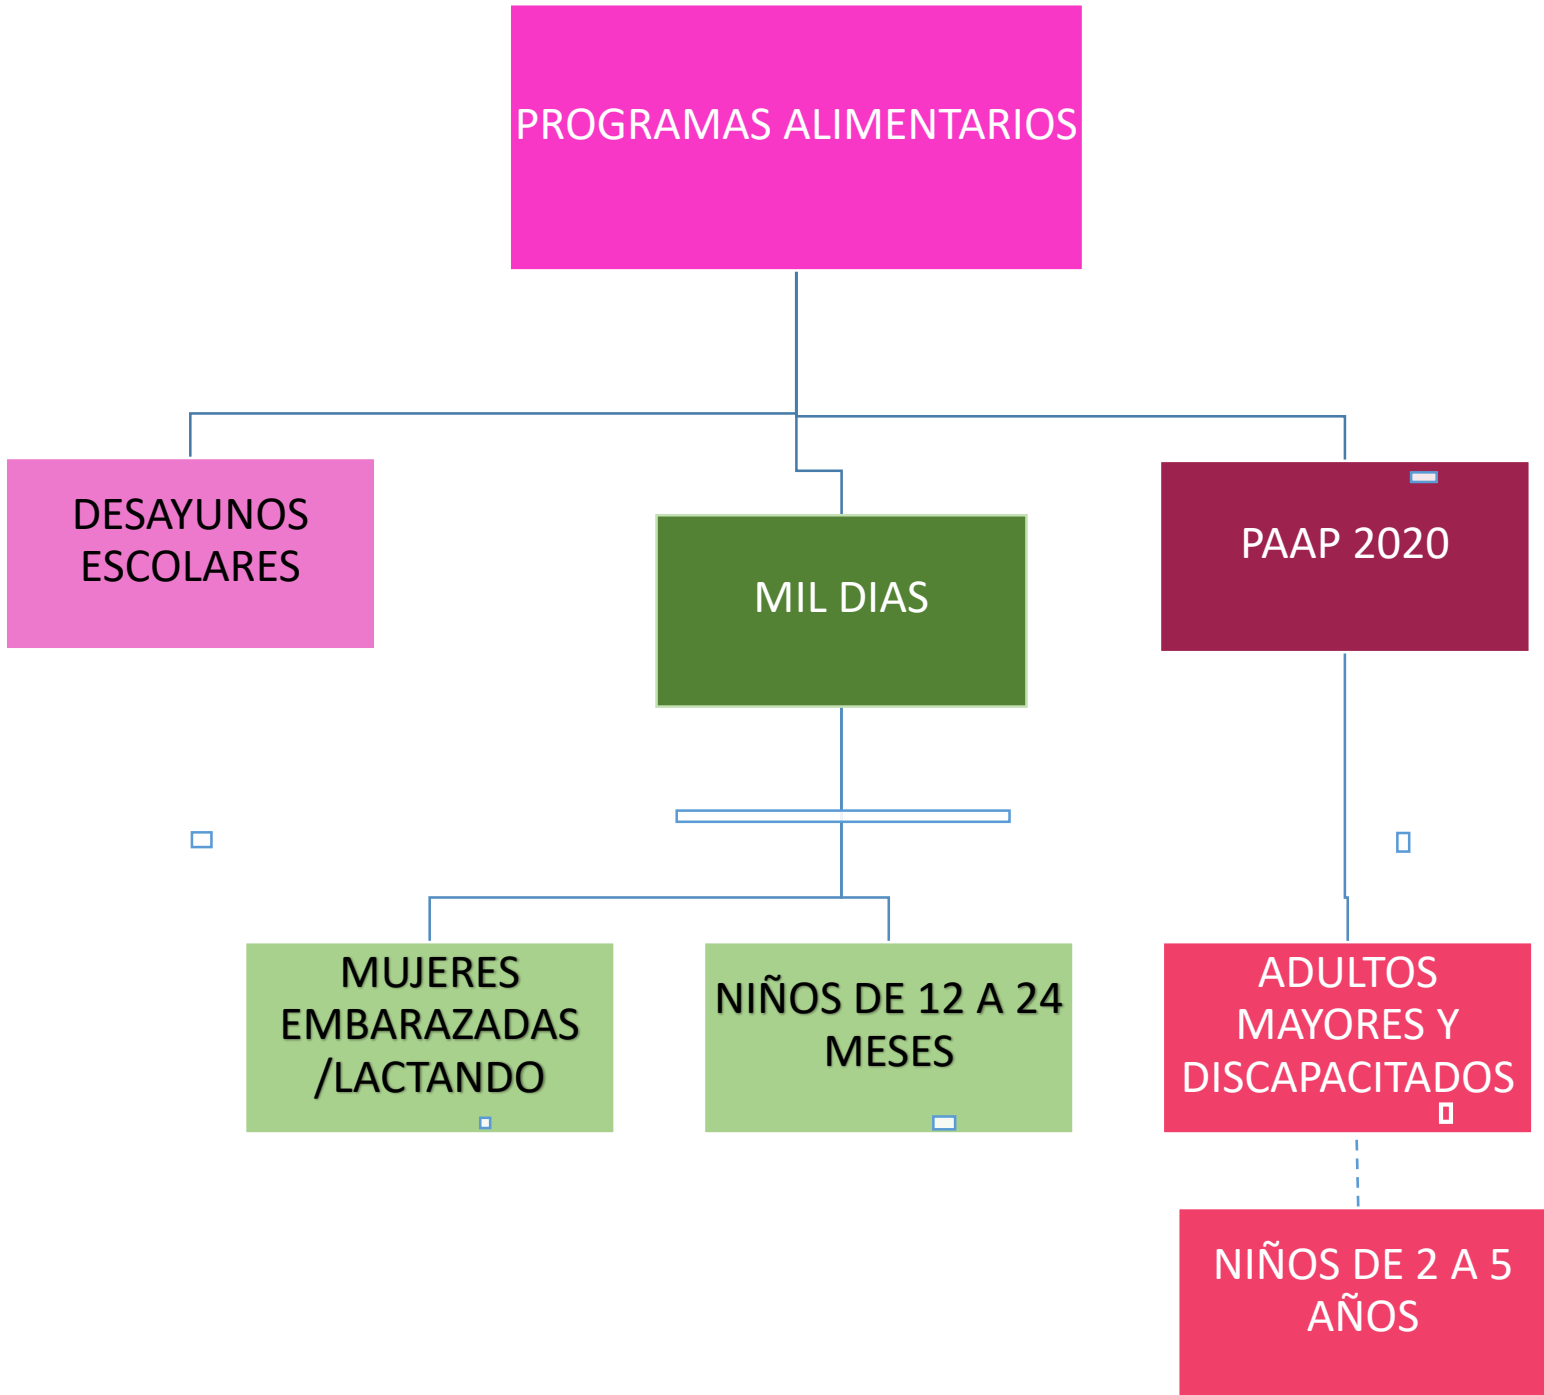 PROGRAMAS ALIMENTARIOS
DESAYUNOS
ESCOLARES
MIL DIAS
PAAP 2020
MUJERES
EMBARAZADAS
/LACTANDO
NIÑOS DE 12 A 24
MESES
ADULTOS
MAYORES Y
DISCAPACITADOS
NIÑOS DE 2 A 5
AÑOS